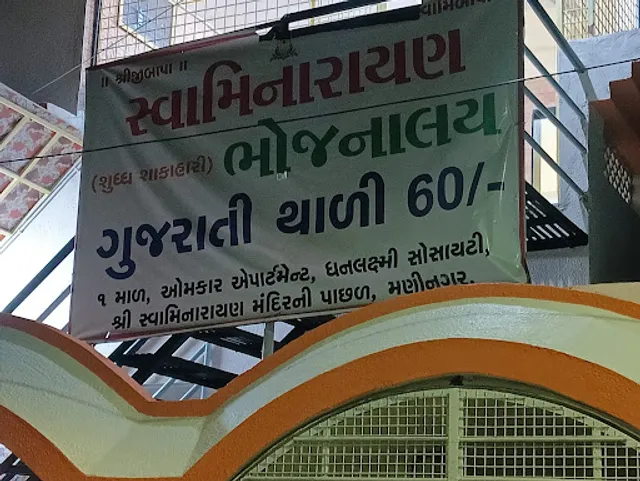 ॥ શ્રીજીબાપા ॥
સ્વામિનારાયણ
(શુધ્ધ શાકાહારી) ભોજનાલય
ગુજરાતી થાળી 60/-
૧ માળ, ઓમકાર એપાર્ટમેન્ટ, ધનલક્ષ્મી સોસાયટી,
શ્રી સ્વામિનારાયણ મંદિરની પાછળ, મણીનગર.